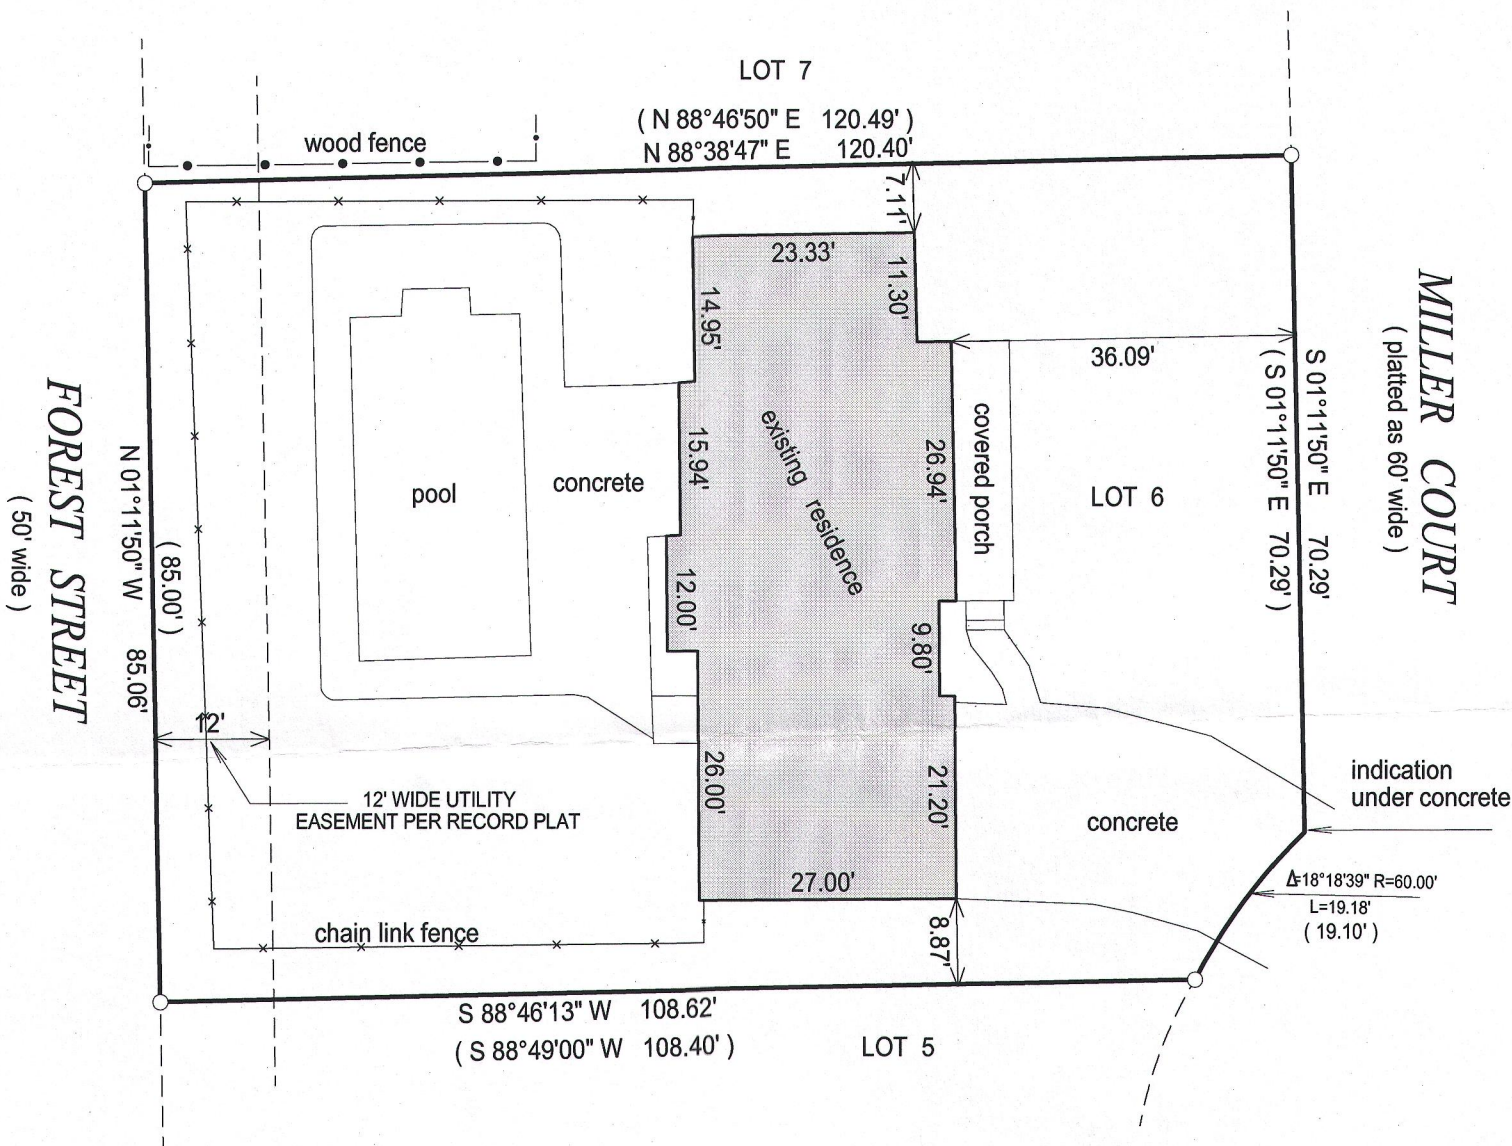 LOT 7
( N 88°46'50" E 120.49' )
N 88°38'47" E 120.40'
wood fence
7.11'
23.33'
11.30'
14.95'
36.09'
MILLER COURT
( platted as 60' wide )
S 01°11'50" E 70.29'
( S 01°11'50" E 70.29' )
FOREST STREET
( 50' wide )
N 01°11'50" W 85.06'
( 85.00' )
pool
concrete
15.94'
existing residence
26.94'
covered porch
LOT 6
12.00'
9.80'
12'
12' WIDE UTILITY
EASEMENT PER RECORD PLAT
26.00'
21.20'
concrete
indication
under concrete
27.00'
Δ=18°18'39" R=60.00'
L=19.18'
( 19.10' )
chain link fence
8.87'
S 88°46'13" W 108.62'
( S 88°49'00" W 108.40' )
LOT 5